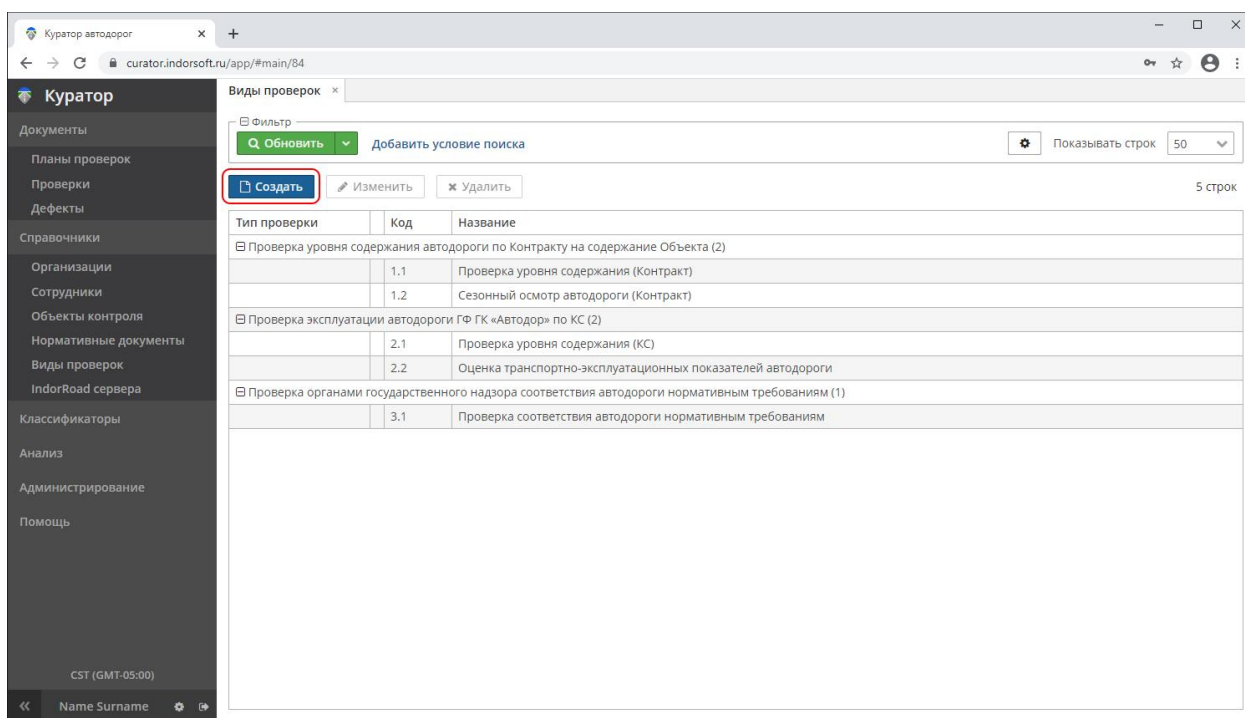 Куратор автодорог
curator.indorsoft.ru/app/#main/84
Куратор
Документы
Планы проверок
Проверки
Дефекты
Справочники
Организации
Сотрудники
Объекты контроля
Нормативные документы
Виды проверок
IndorRoad сервера
Классификаторы
Анализ
Администрирование
Помощь
CST (GMT-05:00)
Name Surname
Виды проверок
Фильтр
Обновить Добавить условие поиска Показывать строк 50
Создать Изменить Удалить 5 строк
Тип проверки Код Название
Проверка уровня содержания автодороги по Контракту на содержание Объекта (2)
1.1 Проверка уровня содержания (Контракт)
1.2 Сезонный осмотр автодороги (Контракт)
Проверка эксплуатации автодороги ГФ ГК «Автодор» по КС (2)
2.1 Проверка уровня содержания (КС)
2.2 Оценка транспортно-эксплуатационных показателей автодороги
Проверка органами государственного надзора соответствия автодороги нормативным требованиям (1)
3.1 Проверка соответствия автодороги нормативным требованиям